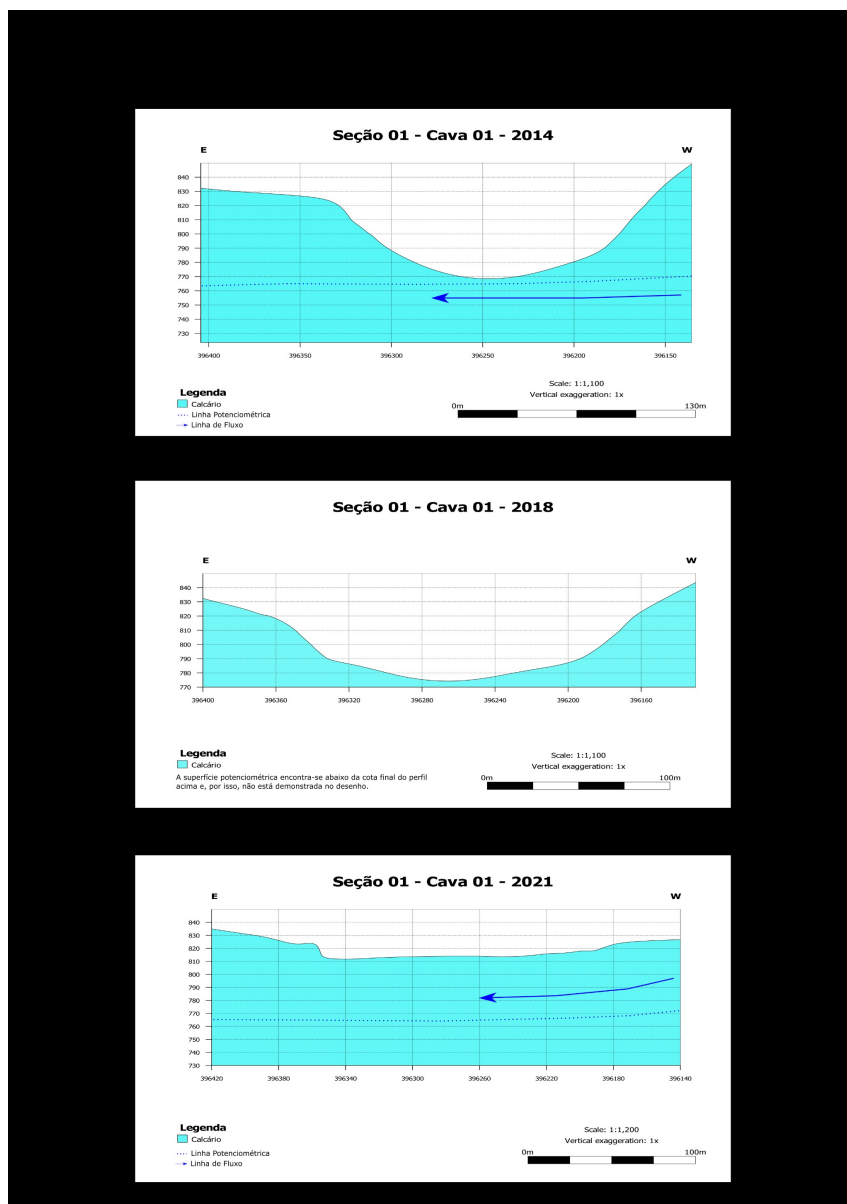 Seção 01 - Cava 01 - 2014
E W
840
830
820
810
800
790
780
770
760
750
740
730
396400 396350 396300 396250 396200 396150
Legenda
Calcário
Linha Potenciométrica
Linha de Fluxo
Scale: 1:1,100
Vertical exaggeration: 1x
0m 130m
Seção 01 - Cava 01 - 2018
E W
840
830
820
810
800
790
780
770
396400 396360 396320 396280 396240 396200 396160
Legenda
Calcário
A superfície potenciométrica encontra-se abaixo da cota final do perfil
acima e, por isso, não está demonstrada no desenho.
Scale: 1:1,100
Vertical exaggeration: 1x
0m 100m
Seção 01 - Cava 01 - 2021
E W
840
830
820
810
800
790
780
770
760
750
740
730
396420 396380 396340 396300 396260 396220 396180 396140
Legenda
Calcário
Linha Potenciométrica
Linha de Fluxo
Scale: 1:1,200
Vertical exaggeration: 1x
0m 100m